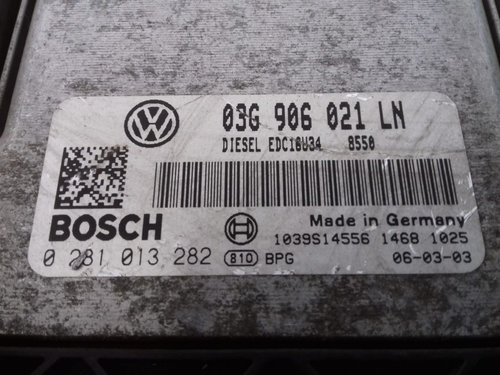 03G 906 021 LN
DIESEL EDC16U34 8550
BOSCH
Made in Germany
1039S14556 1468 1025
0 281 013 282 810 BPG 06-03-03